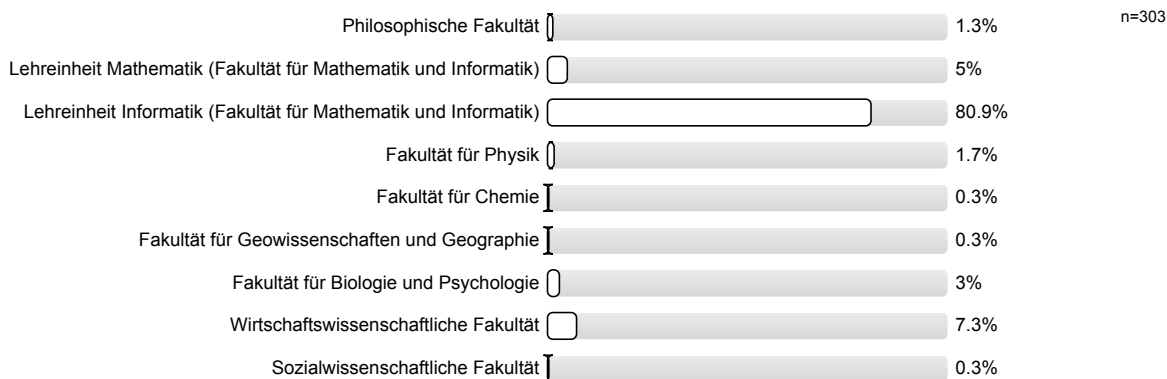 Philosophische Fakultät 1.3% n=303
Lehreinheit Mathematik (Fakultät für Mathematik und Informatik) 5%
Lehreinheit Informatik (Fakultät für Mathematik und Informatik) 80.9%
Fakultät für Physik 1.7%
Fakultät für Chemie 0.3%
Fakultät für Geowissenschaften und Geographie 0.3%
Fakultät für Biologie und Psychologie 3%
Wirtschaftswissenschaftliche Fakultät 7.3%
Sozialwissenschaftliche Fakultät 0.3%